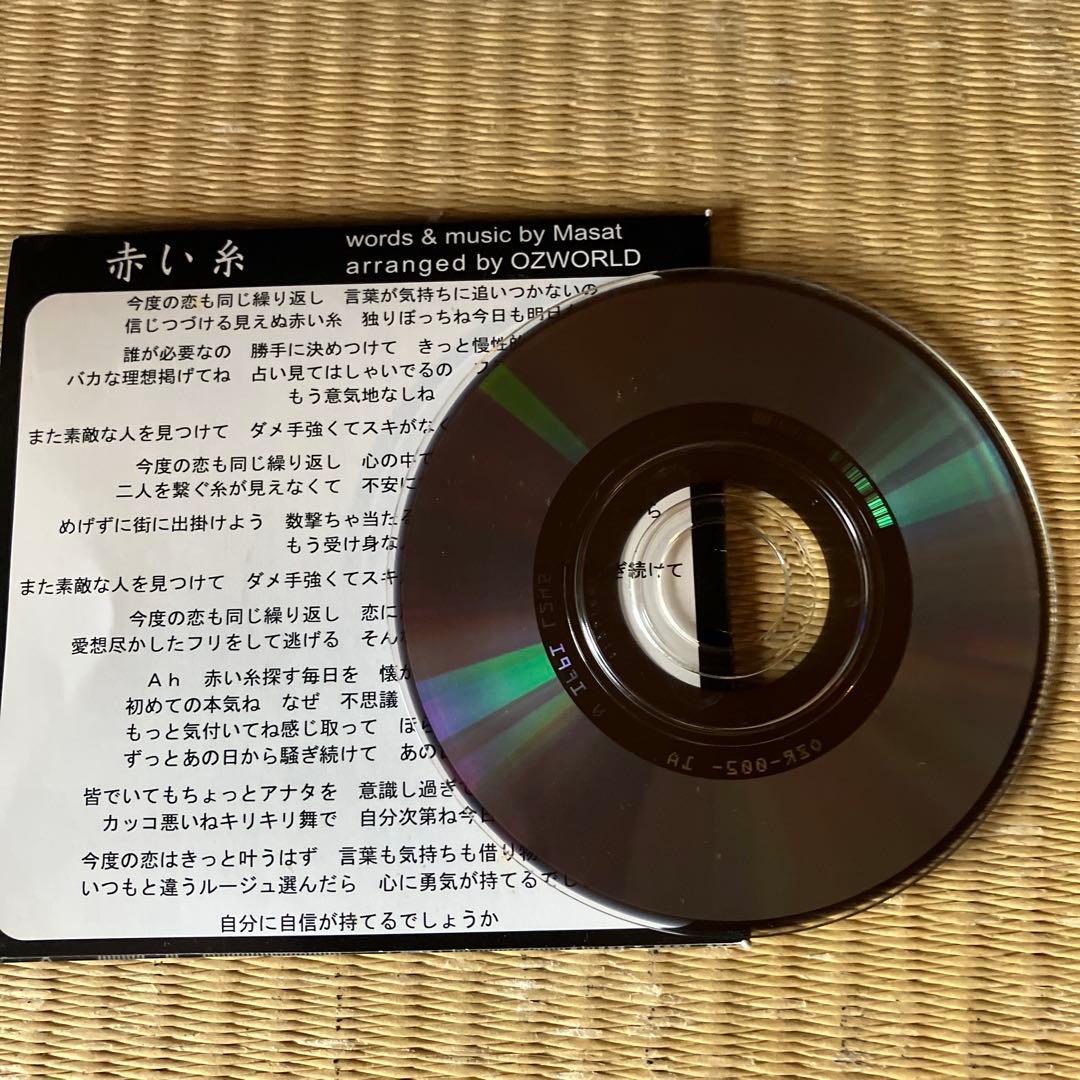 赤い糸
words & music by Masat
arranged by OZWORLD
今度の恋も同じ繰り返し　言葉が気持ちに追いつかないの
信じつづける見えぬ赤い糸　独りぼっちね今日も明日
誰が必要なの　勝手に決めつけて　きっと慢性的
バカな理想掲げてね　占い見てはしゃいでるの
もう意気地なしね
また素敵な人を見つけて　ダメ手強くてスキがなく
今度の恋も同じ繰り返し　心の中で
二人を繋ぐ糸が見えなくて　不安に
めげずに街に出掛けよう　数撃ちゃ当たる
ら
もう受け身な
ぎ続けて
また素敵な人を見つけて　ダメ手強くてスキ
今度の恋も同じ繰り返し　恋に
愛想尽かしたフリをして逃げる　そんな
Ａｈ　赤い糸探す毎日を　懐か
初めての本気ね　なぜ　不思議
もっと気付いてね感じ取って　ほら
ずっとあの日から騒ぎ続けて　あの
皆でいてもちょっとアナタを　意識し過ぎて
カッコ悪いねキリキリ舞で　自分次第ね今日
今度の恋はきっと叶うはず　言葉も気持ちも借り物
いつもと違うルージュ選んだら　心に勇気が持てるでし
自分に自信が持てるでしょうか
IFPI L5M2
OZR-002- 1A